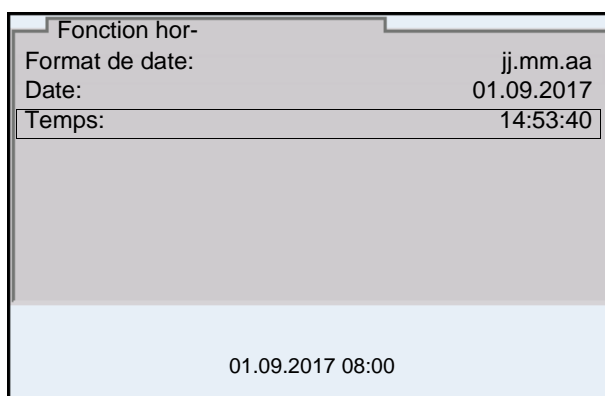 Fonction hor-
Format de date: jj.mm.aa
Date: 01.09.2017
Temps: 14:53:40
01.09.2017 08:00